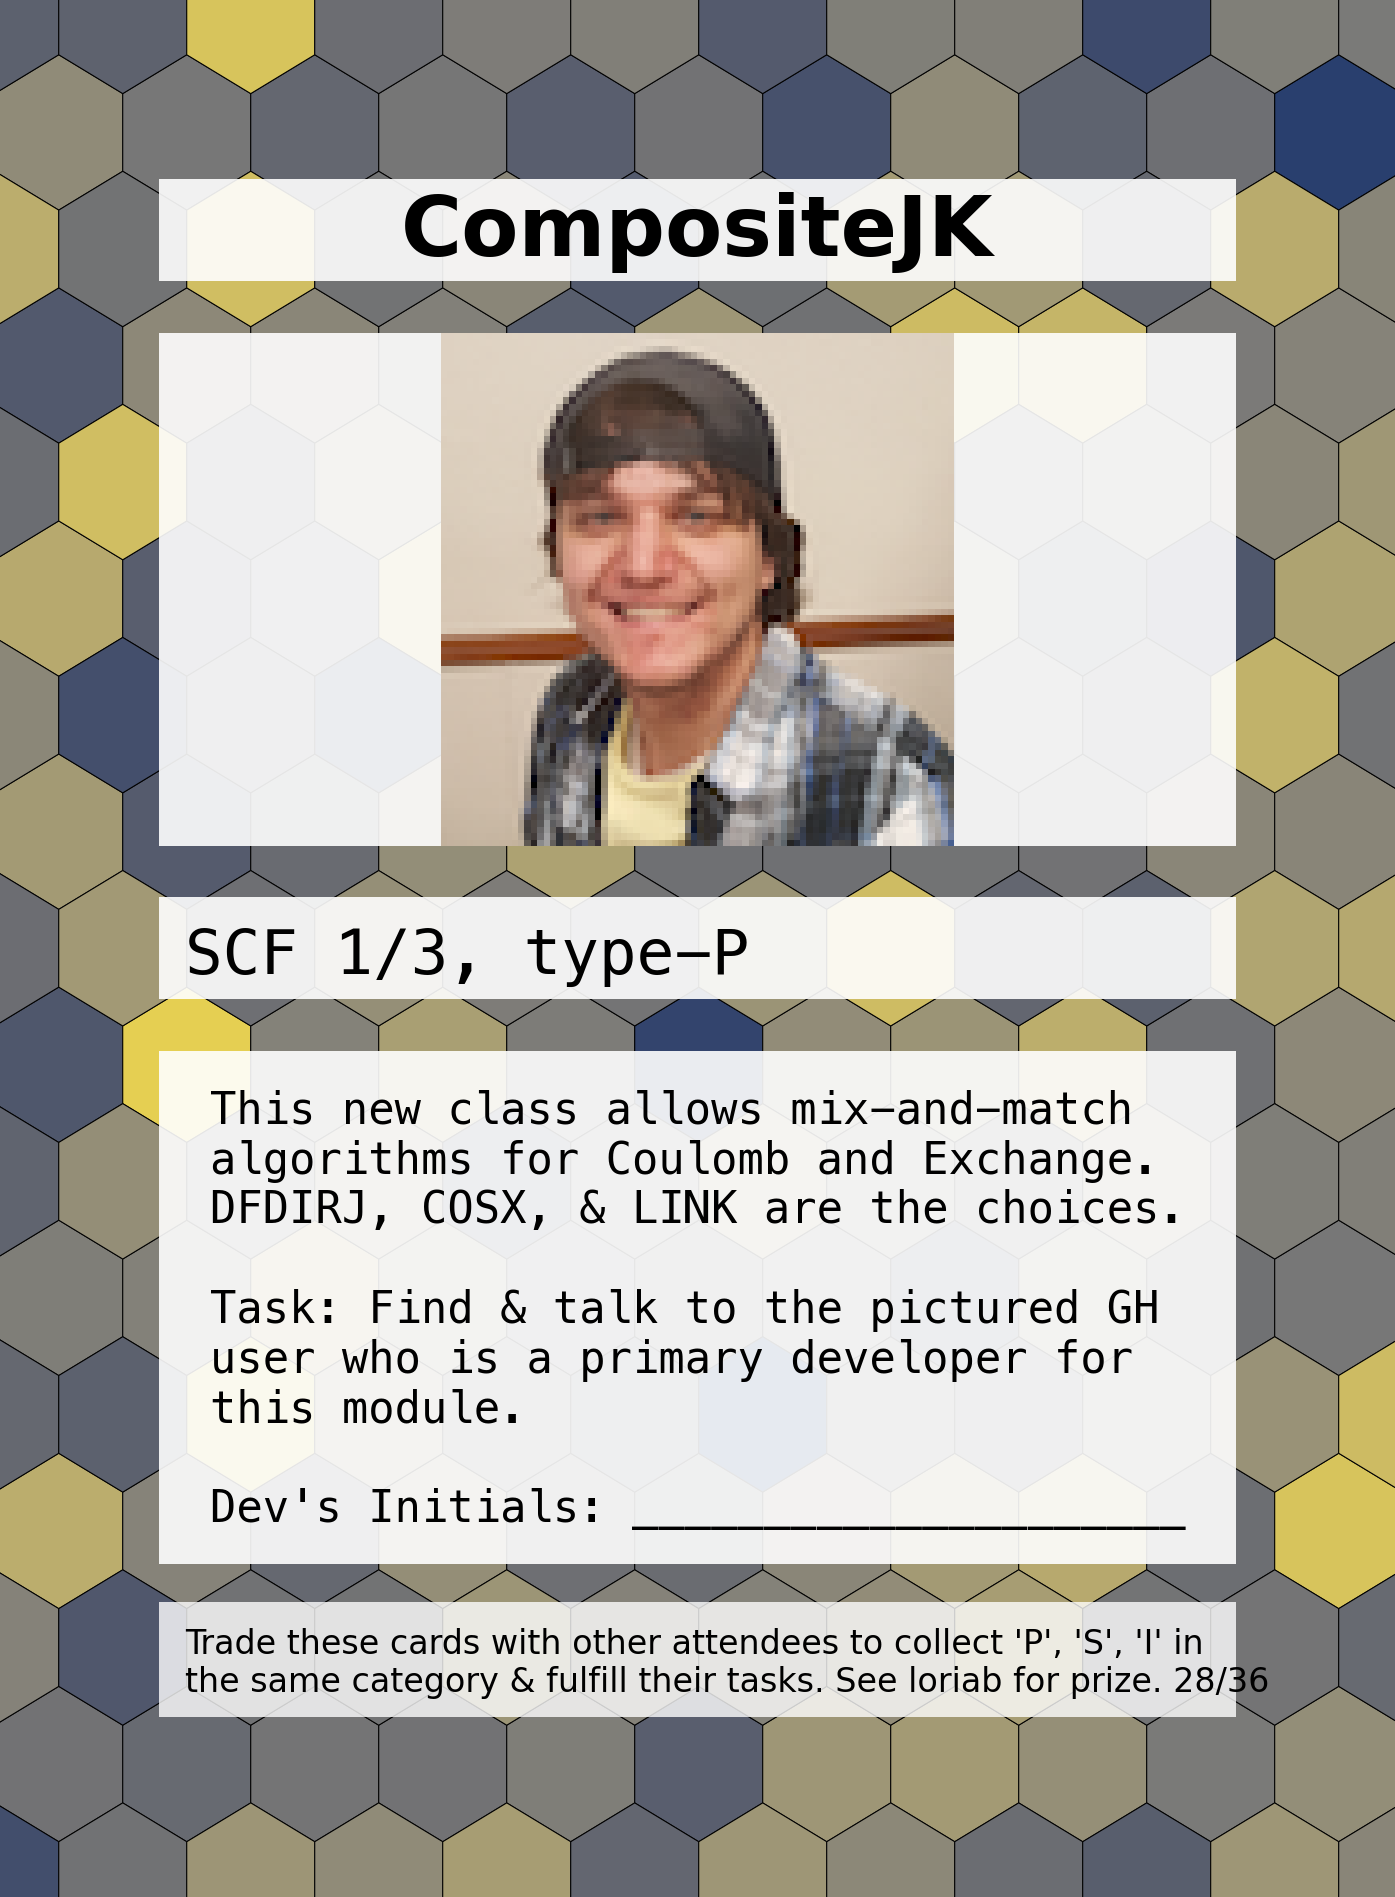 CompositeJK
SCF 1/3, type−P
This new class allows mix−and−match
algorithms for Coulomb and Exchange.
DFDIRJ, COSX, & LINK are the choices.
Task: Find & talk to the pictured GH
user who is a primary developer for
this module.
Dev's Initials: _____________________
Trade these cards with other attendees to collect 'P', 'S', 'I' in
the same category & fulfill their tasks. See loriab for prize. 28/36